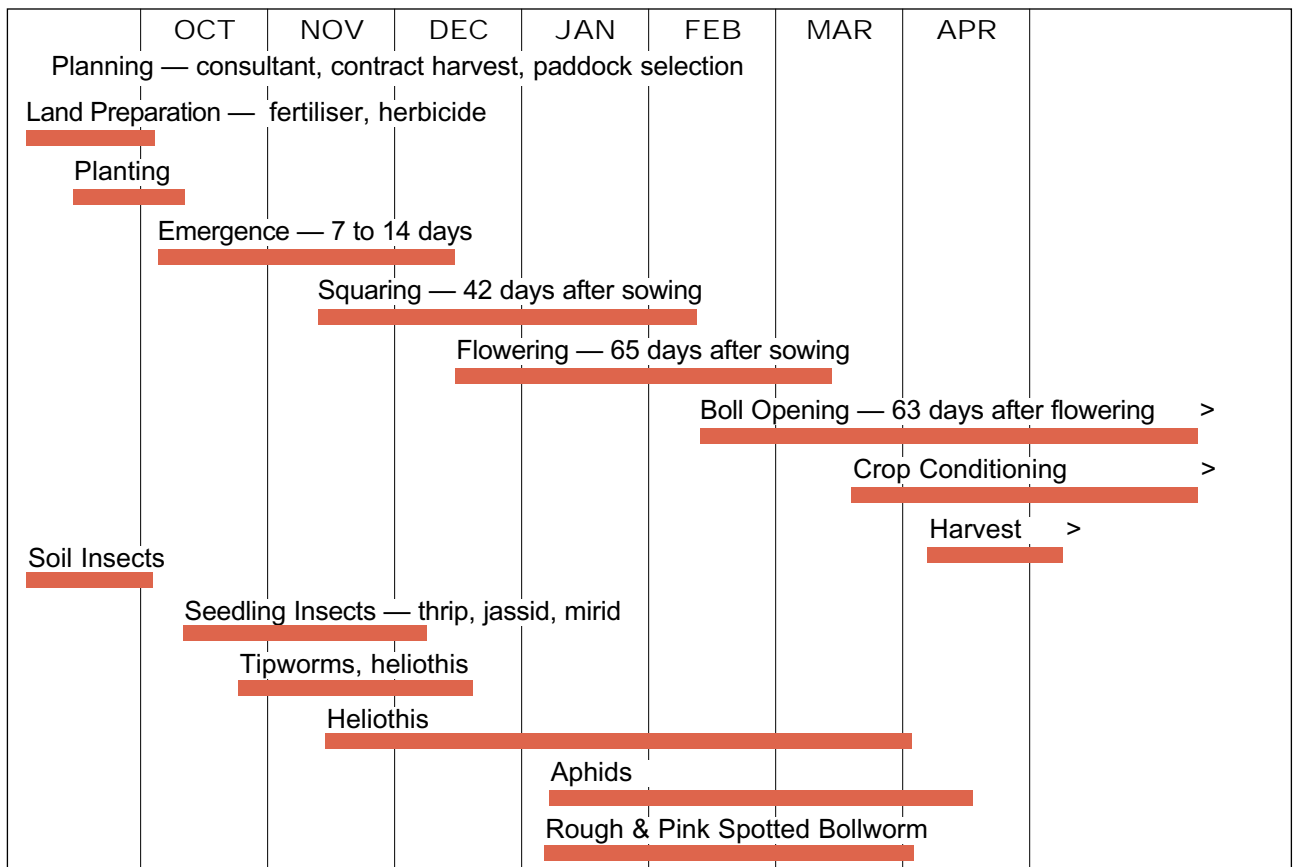 OCT NOV DEC JAN FEB MAR APR
Planning — consultant, contract harvest, paddock selection
Land Preparation — fertiliser, herbicide
Planting
Emergence — 7 to 14 days
Squaring — 42 days after sowing
Flowering — 65 days after sowing
Boll Opening — 63 days after flowering >
Crop Conditioning >
Harvest >
Soil Insects
Seedling Insects — thrip, jassid, mirid
Tipworms, heliothis
Heliothis
Aphids
Rough & Pink Spotted Bollworm